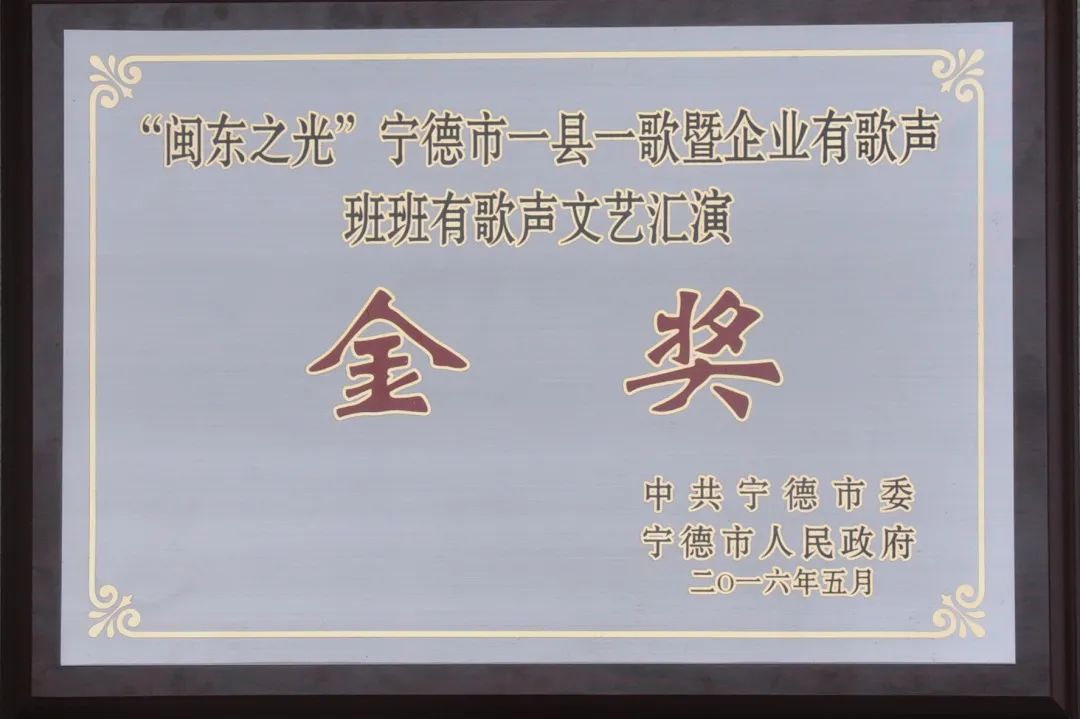 “闽东之光”宁德市一县一歌暨企业有歌声
班班有歌声文艺汇演
金奖
中共宁德市委
宁德市人民政府
二〇一六年五月